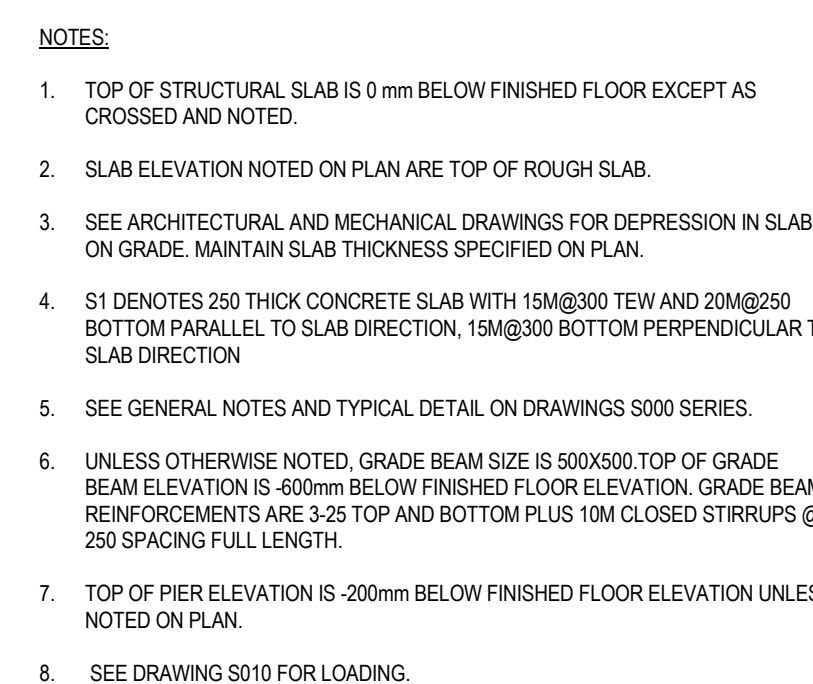 NOTES:
1. TOP OF STRUCTURAL SLAB IS 0 mm BELOW FINISHED FLOOR EXCEPT AS
CROSSED AND NOTED.
2. SLAB ELEVATION NOTED ON PLAN ARE TOP OF ROUGH SLAB.
3. SEE ARCHITECTURAL AND MECHANICAL DRAWINGS FOR DEPRESSION IN SLAB
ON GRADE. MAINTAIN SLAB THICKNESS SPECIFIED ON PLAN.
4. S1 DENOTES 250 THICK CONCRETE SLAB WITH 15M@300 TEW AND 20M@250
BOTTOM PARALLEL TO SLAB DIRECTION, 15M@300 BOTTOM PERPENDICULAR T
SLAB DIRECTION
5. SEE GENERAL NOTES AND TYPICAL DETAIL ON DRAWINGS S000 SERIES.
6. UNLESS OTHERWISE NOTED, GRADE BEAM SIZE IS 500X500.TOP OF GRADE
BEAM ELEVATION IS -600mm BELOW FINISHED FLOOR ELEVATION. GRADE BEAM
REINFORCEMENTS ARE 3-25 TOP AND BOTTOM PLUS 10M CLOSED STIRRUPS @
250 SPACING FULL LENGTH.
7. TOP OF PIER ELEVATION IS -200mm BELOW FINISHED FLOOR ELEVATION UNLES
NOTED ON PLAN.
8. SEE DRAWING S010 FOR LOADING.